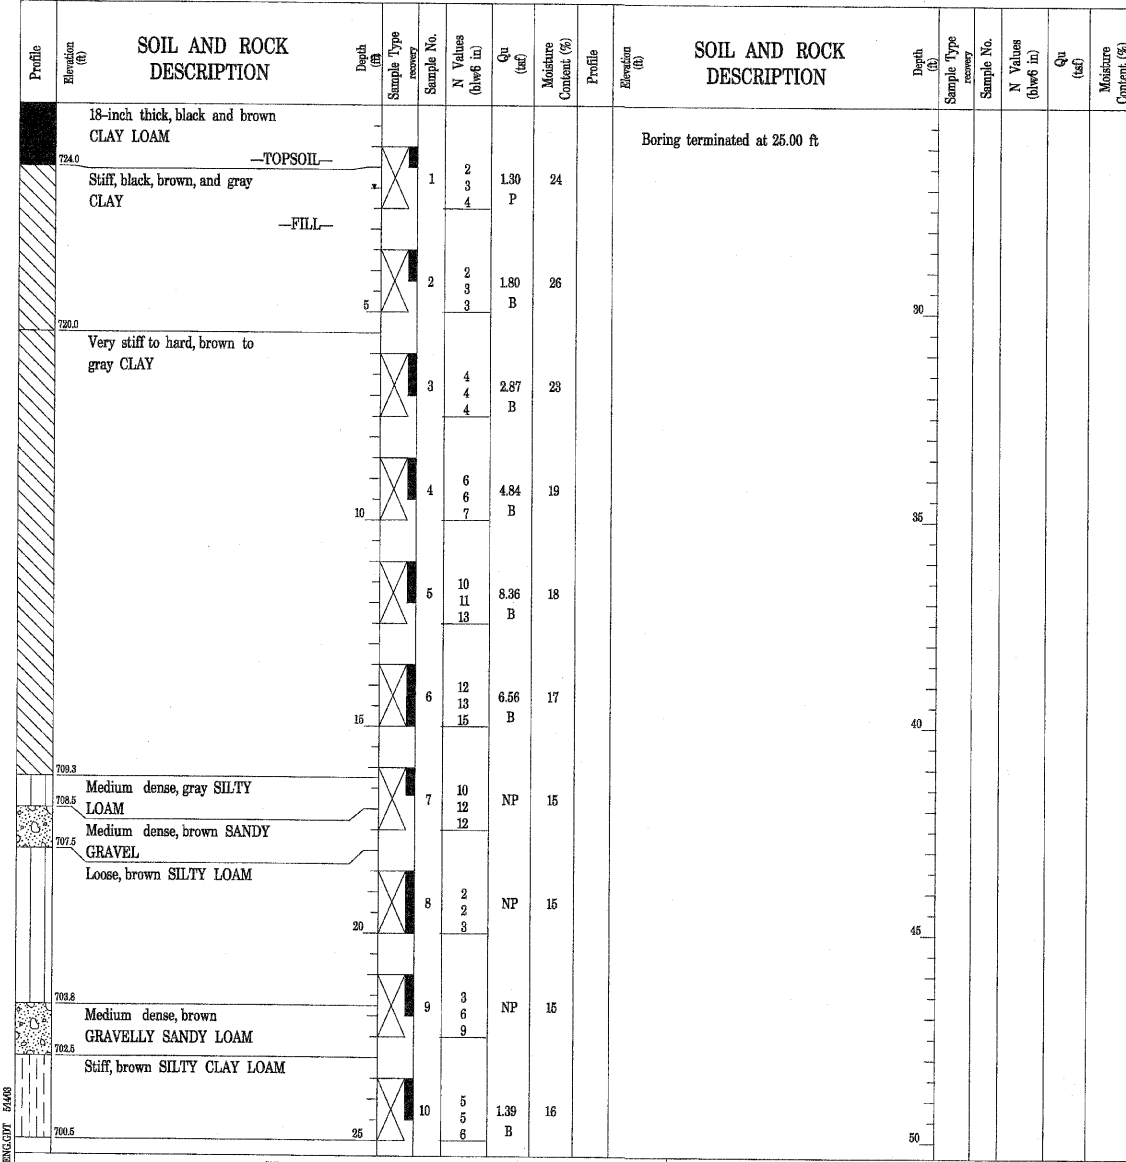 Profile
Elevation
(ft)
SOIL AND ROCK
DESCRIPTION
Depth
(ft)
Sample Type
recovery
Sample No.
N Values
(blw/6 in)
Qu
(tsf)
Moisture
Content (%)
Profile
Elevation
(ft)
SOIL AND ROCK
DESCRIPTION
Depth
(ft)
Sample Type
recovery
Sample No.
N Values
(blw/6 in)
Qu
(tsf)
Moisture
Content (%)
18-inch thick, black and brown
CLAY LOAM
724.0
—TOPSOIL—
Stiff, black, brown, and gray
CLAY
—FILL—
1
2
3
4
1.30
P
24
2
2
3
3
1.80
B
26
5
720.0
Very stiff to hard, brown to
gray CLAY
3
4
4
4
2.87
B
23
4
6
6
7
4.84
B
19
10
5
10
11
13
8.36
B
18
6
12
13
15
6.56
B
17
15
709.3
Medium dense, gray SILTY
LOAM
708.5
7
10
12
12
NP
15
Medium dense, brown SANDY
GRAVEL
707.5
Loose, brown SILTY LOAM
8
2
2
3
NP
15
20
703.8
9
3
6
9
NP
15
Medium dense, brown
GRAVELLY SANDY LOAM
702.5
Stiff, brown SILTY CLAY LOAM
10
5
5
6
1.39
B
16
700.5
25
Boring terminated at 25.00 ft
30
35
40
45
50
ENG.GDT